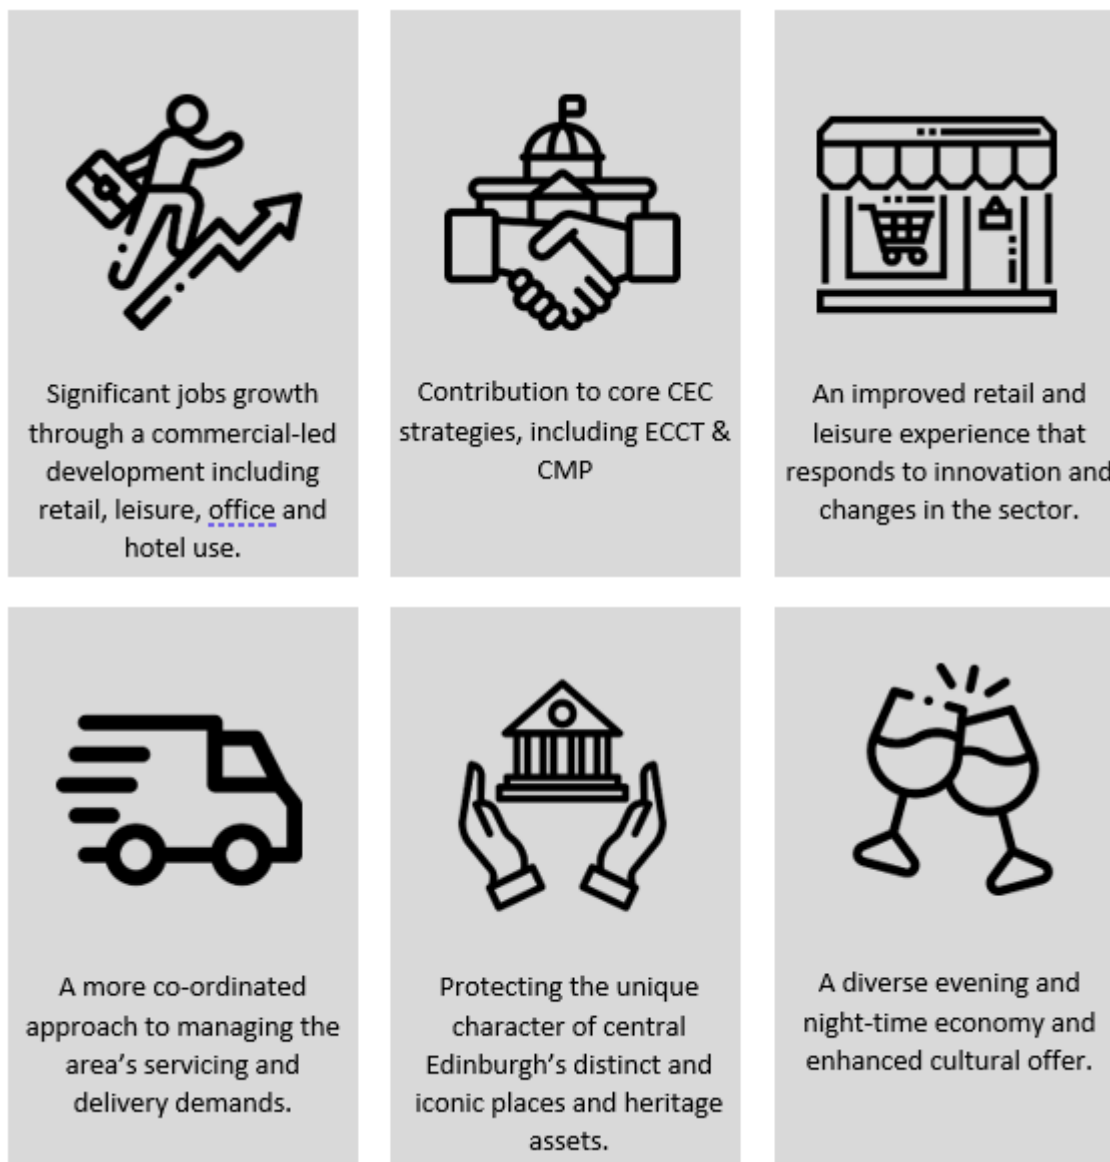 Significant jobs growth
through a commercial-led
development including
retail, leisure, office and
hotel use.
Contribution to core CEC
strategies, including ECCT &
CMP
An improved retail and
leisure experience that
responds to innovation and
changes in the sector.
A more co-ordinated
approach to managing the
area’s servicing and
delivery demands.
Protecting the unique
character of central
Edinburgh’s distinct and
iconic places and heritage
assets.
A diverse evening and
night-time economy and
enhanced cultural offer.